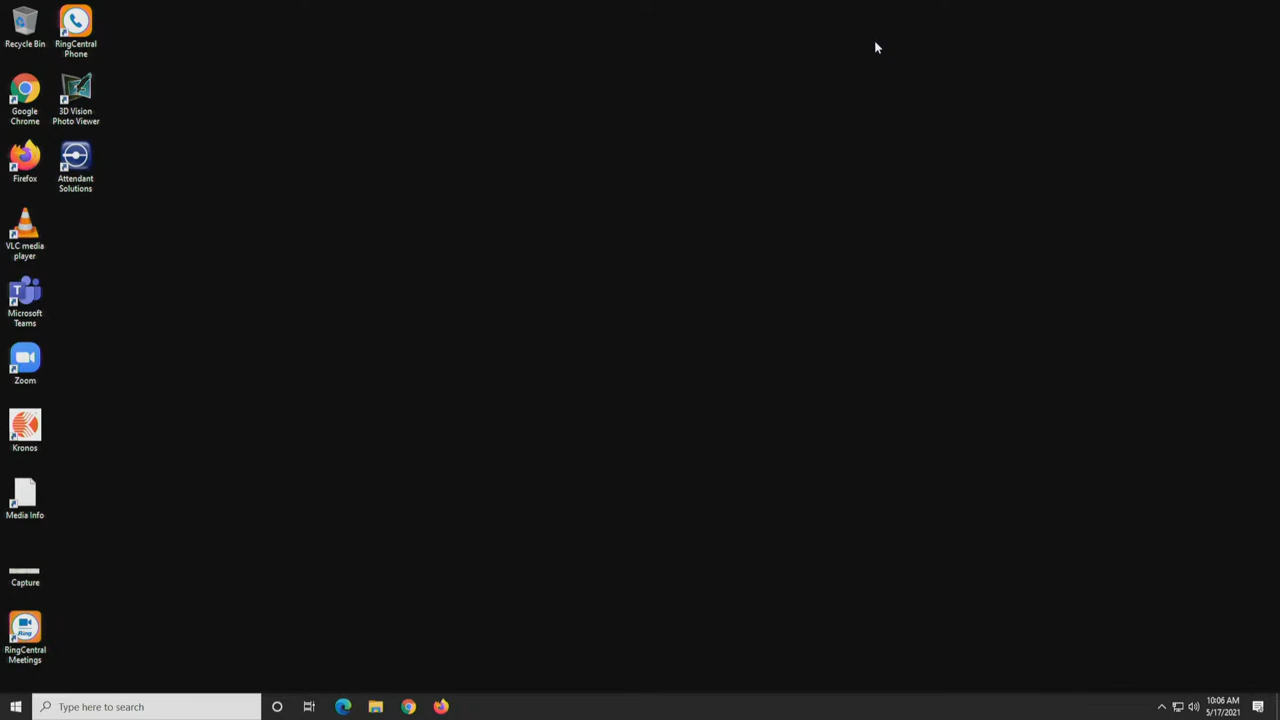 Recycle Bin
RingCentral
Phone
Google
Chrome
3D Vision
Photo Viewer
Firefox
Attendant
Solutions
VLC media
player
T
Microsoft
Teams
Zoom
Kronos
Media Info
Capture
Ring
RingCentral
Meetings
Type here to search
10:06 AM
5/17/2021